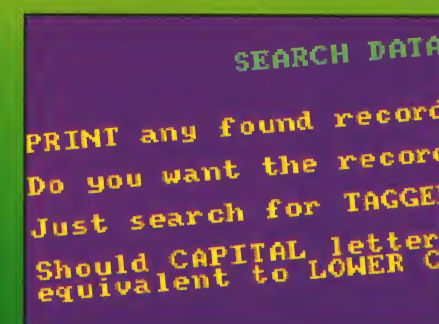 SEARCH DATA
PRINT any found record
Do you want the record
Just search for TAGGE
Should CAPITAL letter
equivalent to LOWER C